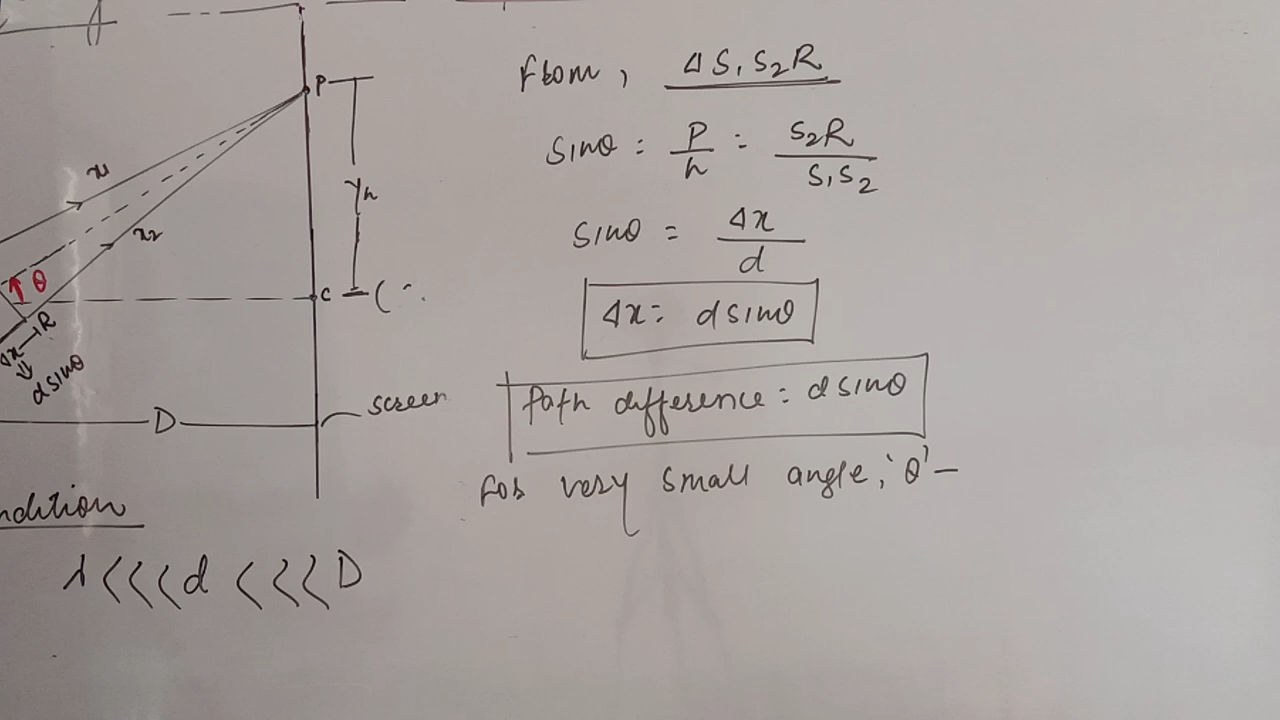 P
x1
yn
x2
θ
C (
R
Δx
d sinθ
D
screen
ndition
λ <<< d <<< D
From, ΔS1S2R
sinθ = P/h = S2R/S1S2
sinθ = Δx/d
Δx = d sinθ
Path difference = d sinθ
For very small angle, 'θ' –